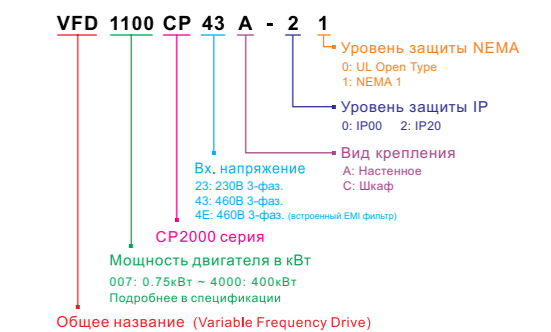 VFD 1100 CP 43 A - 2 1
Уровень защиты NEMA
0: UL Open Type
1: NEMA 1
Уровень защиты IP
0: IP00 2: IP20
Вид крепления
A: Настенное
C: Шкаф
Вх. напряжение
23: 230В 3-фаз.
43: 460В 3-фаз.
4E: 460В 3-фаз. (встроенный EMI фильтр)
CP2000 серия
Мощность двигателя в кВт
007: 0.75кВт ~ 4000: 400кВт
Подробнее в спецификации
Общее название (Variable Frequency Drive)